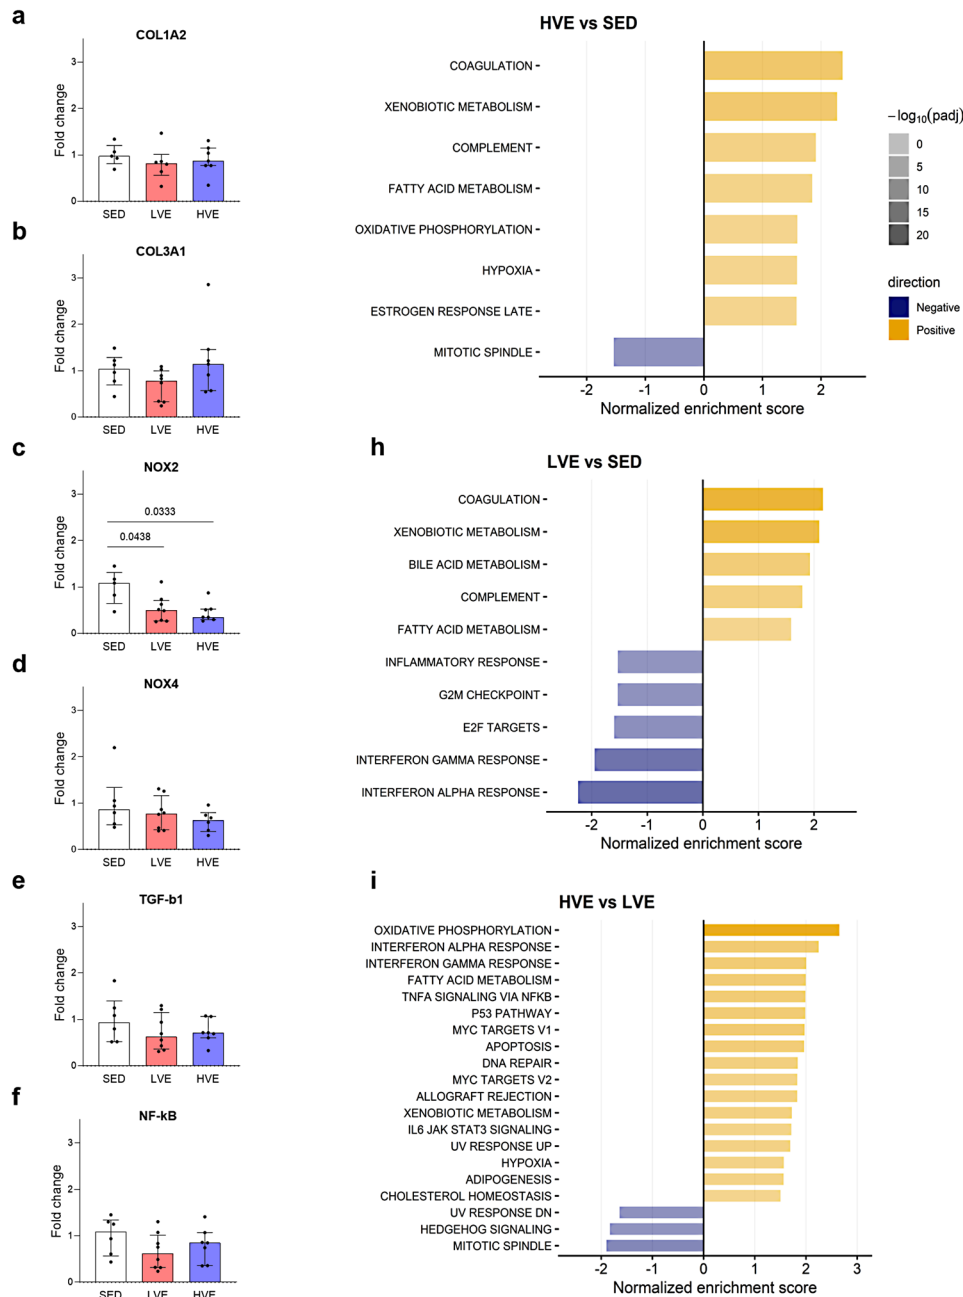 a
COL1A2
Fold change
3
2
1
0
SED LVE HVE
b
COL3A1
Fold change
3
2
1
0
SED LVE HVE
c
NOX2
Fold change
3
2
1
0
0.0333
0.0438
SED LVE HVE
d
NOX4
Fold change
3
2
1
0
SED LVE HVE
e
TGF-b1
Fold change
3
2
1
0
SED LVE HVE
f
NF-kB
Fold change
3
2
1
0
SED LVE HVE
HVE vs SED
COAGULATION
XENOBIOTIC METABOLISM
COMPLEMENT
FATTY ACID METABOLISM
OXIDATIVE PHOSPHORYLATION
HYPOXIA
ESTROGEN RESPONSE LATE
MITOTIC SPINDLE
-2 -1 0 1 2
Normalized enrichment score
−log10(padj)
0
5
10
15
20
direction
Negative
Positive
h
LVE vs SED
COAGULATION
XENOBIOTIC METABOLISM
BILE ACID METABOLISM
COMPLEMENT
FATTY ACID METABOLISM
INFLAMMATORY RESPONSE
G2M CHECKPOINT
E2F TARGETS
INTERFERON GAMMA RESPONSE
INTERFERON ALPHA RESPONSE
-2 -1 0 1 2
Normalized enrichment score
i
HVE vs LVE
OXIDATIVE PHOSPHORYLATION
INTERFERON ALPHA RESPONSE
INTERFERON GAMMA RESPONSE
FATTY ACID METABOLISM
TNFA SIGNALING VIA NFKB
P53 PATHWAY
MYC TARGETS V1
APOPTOSIS
DNA REPAIR
MYC TARGETS V2
ALLOGRAFT REJECTION
XENOBIOTIC METABOLISM
IL6 JAK STAT3 SIGNALING
UV RESPONSE UP
HYPOXIA
ADIPOGENESIS
CHOLESTEROL HOMEOSTASIS
UV RESPONSE DN
HEDGEHOG SIGNALING
MITOTIC SPINDLE
-2 -1 0 1 2 3
Normalized enrichment score